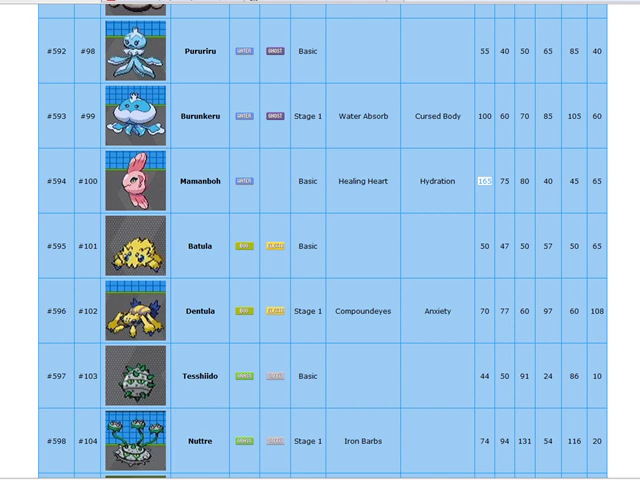 #592 #98 Pururiru WATER GHOST Basic 55 40 50 65 85 40
#593 #99 Burunkeru WATER GHOST Stage 1 Water Absorb Cursed Body 100 60 70 85 105 60
#594 #100 Mamanboh WATER Basic Healing Heart Hydration 165 75 80 40 45 65
#595 #101 Batula BUG ELECTR Basic 50 47 50 57 50 65
#596 #102 Dentula BUG ELECTR Stage 1 Compoundeyes Anxiety 70 77 60 97 60 108
#597 #103 Tesshiido GRASS STEEL Basic 44 50 91 24 86 10
#598 #104 Nuttre GRASS STEEL Stage 1 Iron Barbs 74 94 131 54 116 20